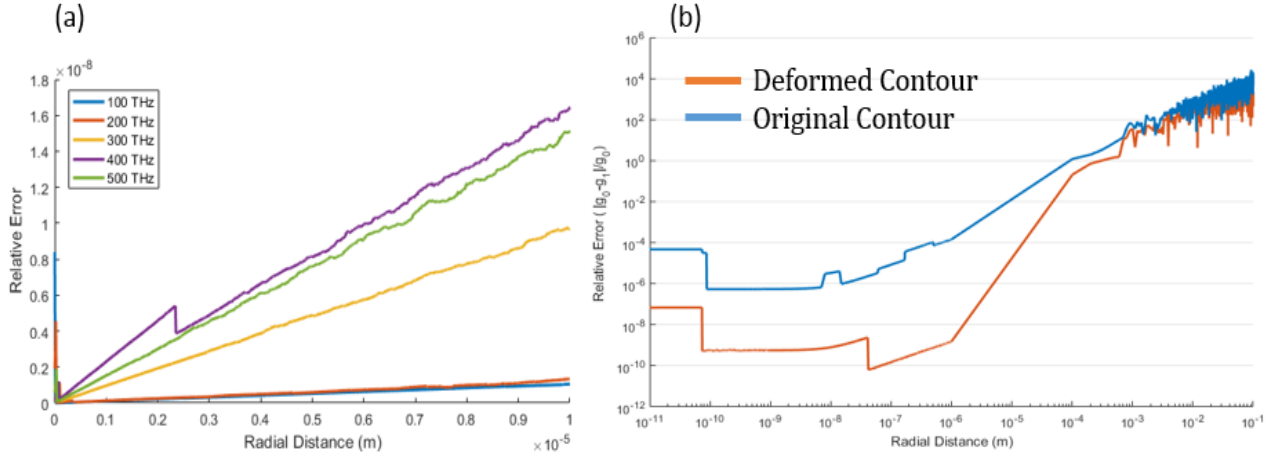 (a)
× 10⁻⁸
1.8
1.6
1.4
1.2
1
0.8
0.6
0.4
0.2
0
Relative Error
100 THz
200 THz
300 THz
400 THz
500 THz
0 0.1 0.2 0.3 0.4 0.5 0.6 0.7 0.8 0.9 1
Radial Distance (m)
× 10⁻⁵
(b)
10⁶
10⁴
10²
10⁰
10⁻²
10⁻⁴
10⁻⁶
10⁻⁸
10⁻¹⁰
10⁻¹²
Relative Error ( |g₀-g₁|/g₀)
Deformed Contour
Original Contour
10⁻¹¹ 10⁻¹⁰ 10⁻⁹ 10⁻⁸ 10⁻⁷ 10⁻⁶ 10⁻⁵ 10⁻⁴ 10⁻³ 10⁻² 10⁻¹
Radial Distance (m)